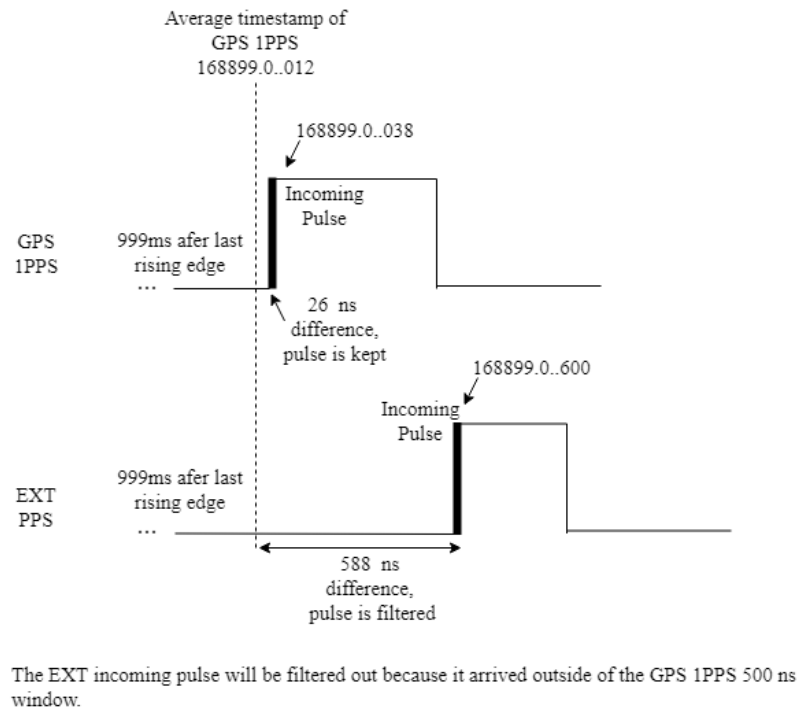 Average timestamp of
GPS 1PPS
168899.0..012
168899.0..038
Incoming
Pulse
GPS
1PPS
999ms afer last
rising edge
...
26 ns
difference,
pulse is kept
168899.0..600
Incoming
Pulse
EXT
PPS
999ms afer last
rising edge
...
588 ns
difference,
pulse is filtered
The EXT incoming pulse will be filtered out because it arrived outside of the GPS 1PPS 500 ns
window.